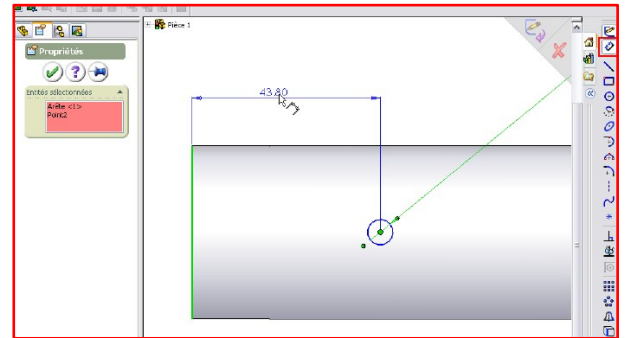 Pièce 1
Propriétés
Entités sélectionnées
Arête <1>
Point2
43.80